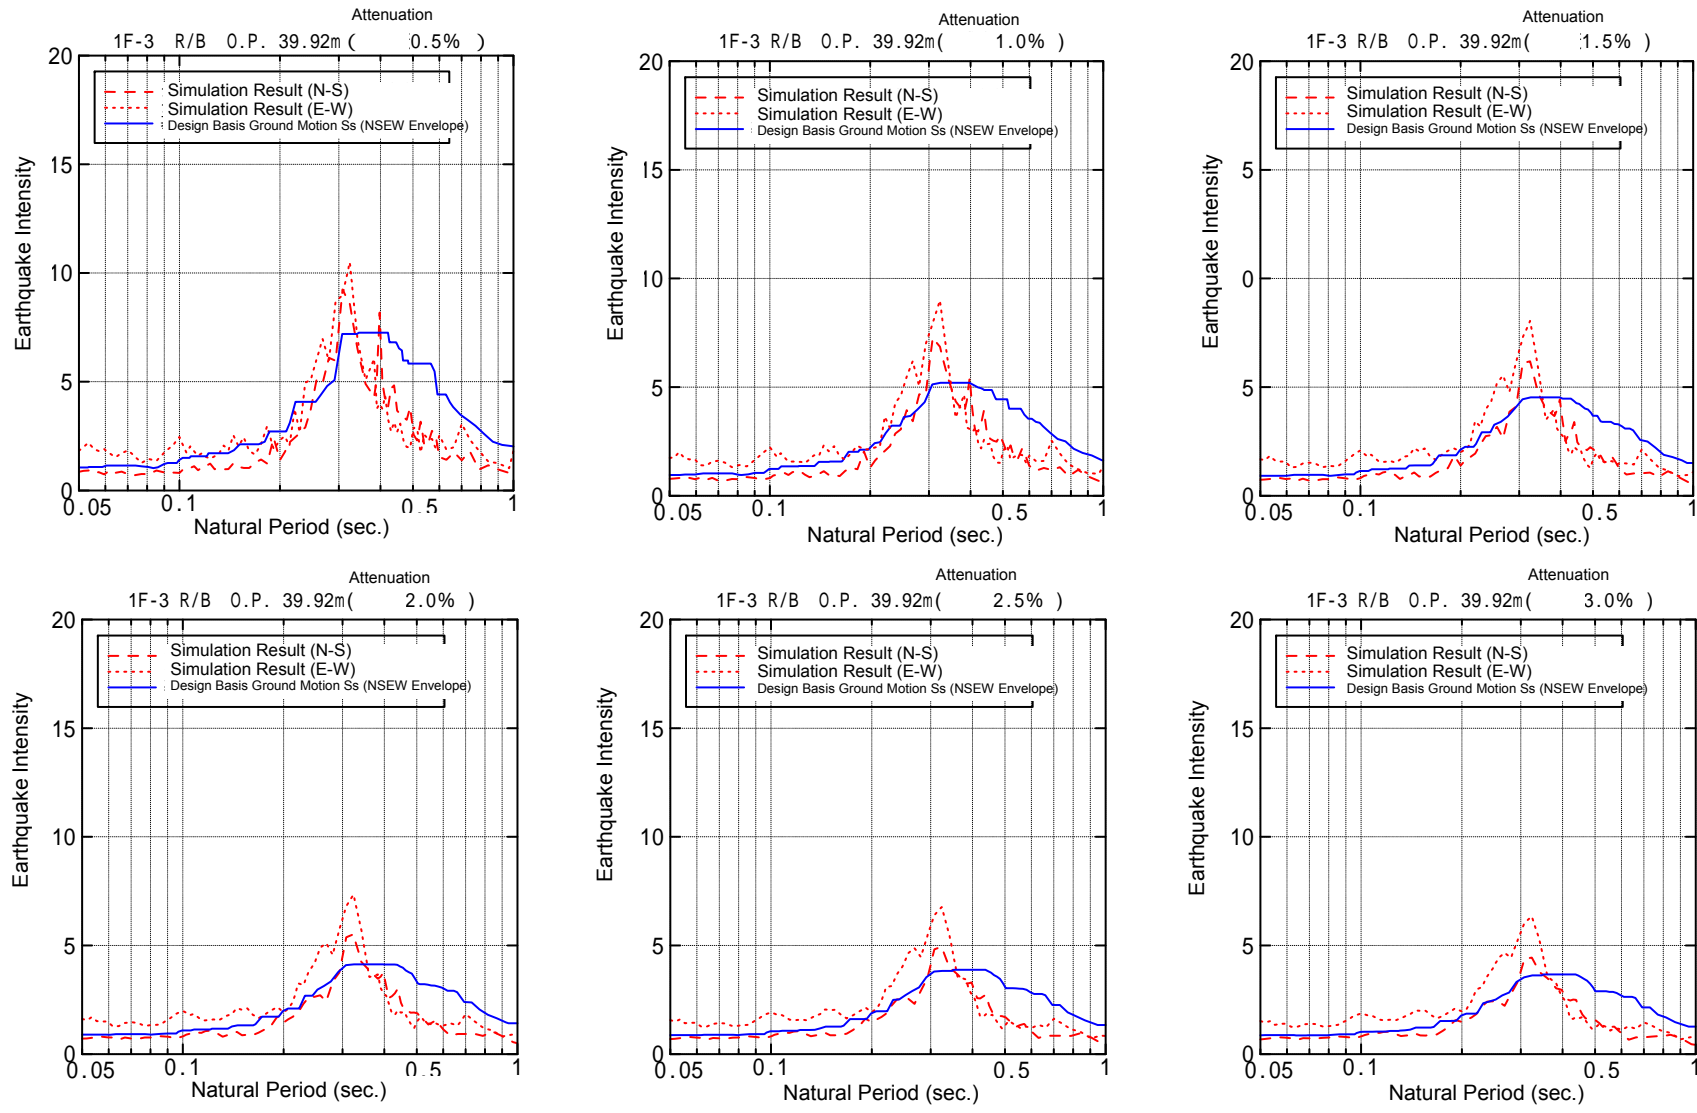 Attenuation
1F-3 R/B O.P. 39.92m( 0.5% )
20
15
10
5
0
Earthquake Intensity
Simulation Result (N-S)
Simulation Result (E-W)
Design Basis Ground Motion Ss (NSEW Envelope)
0.05 0.1 0.5 1
Natural Period (sec.)
Attenuation
1F-3 R/B O.P. 39.92m( 1.0% )
20
15
10
5
0
Earthquake Intensity
Simulation Result (N-S)
Simulation Result (E-W)
Design Basis Ground Motion Ss (NSEW Envelope)
0.05 0.1 0.5 1
Natural Period (sec.)
Attenuation
1F-3 R/B O.P. 39.92m( 1.5% )
20
5
0
5
0
Earthquake Intensity
Simulation Result (N-S)
Simulation Result (E-W)
Design Basis Ground Motion Ss (NSEW Envelope)
0.05 0.1 0.5 1
Natural Period (sec.)
Attenuation
1F-3 R/B O.P. 39.92m( 2.0% )
20
15
10
5
0
Earthquake Intensity
Simulation Result (N-S)
Simulation Result (E-W)
Design Basis Ground Motion Ss (NSEW Envelope)
0.05 0.1 0.5 1
Natural Period (sec.)
Attenuation
1F-3 R/B O.P. 39.92m( 2.5% )
20
15
10
5
0
Earthquake Intensity
Simulation Result (N-S)
Simulation Result (E-W)
Design Basis Ground Motion Ss (NSEW Envelope)
0.05 0.1 0.5 1
Natural Period (sec.)
Attenuation
1F-3 R/B O.P. 39.92m( 3.0% )
20
15
10
5
0
Earthquake Intensity
Simulation Result (N-S)
Simulation Result (E-W)
Design Basis Ground Motion Ss (NSEW Envelope)
0.05 0.1 0.5 1
Natural Period (sec.)